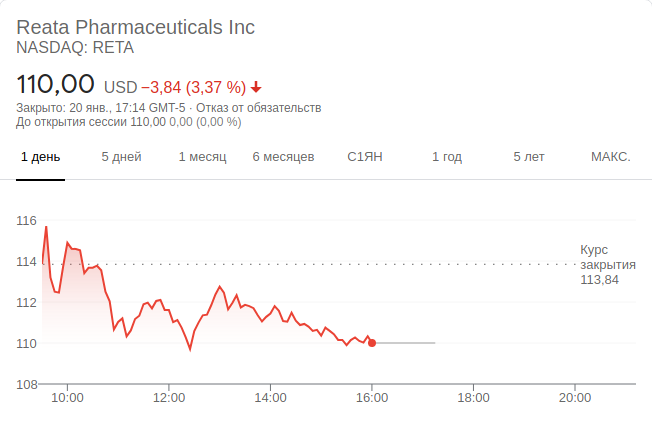 Reata Pharmaceuticals Inc
NASDAQ: RETA
110,00 USD −3,84 (3,37 %)
Закрыто: 20 янв., 17:14 GMT-5 · Отказ от обязательств
До открытия сессии 110,00 0,00 (0,00 %)
1 день 5 дней 1 месяц 6 месяцев С1ЯН 1 год 5 лет МАКС.
116
114
112
110
108
Курс
закрытия
113,84
10:00 12:00 14:00 16:00 18:00 20:00